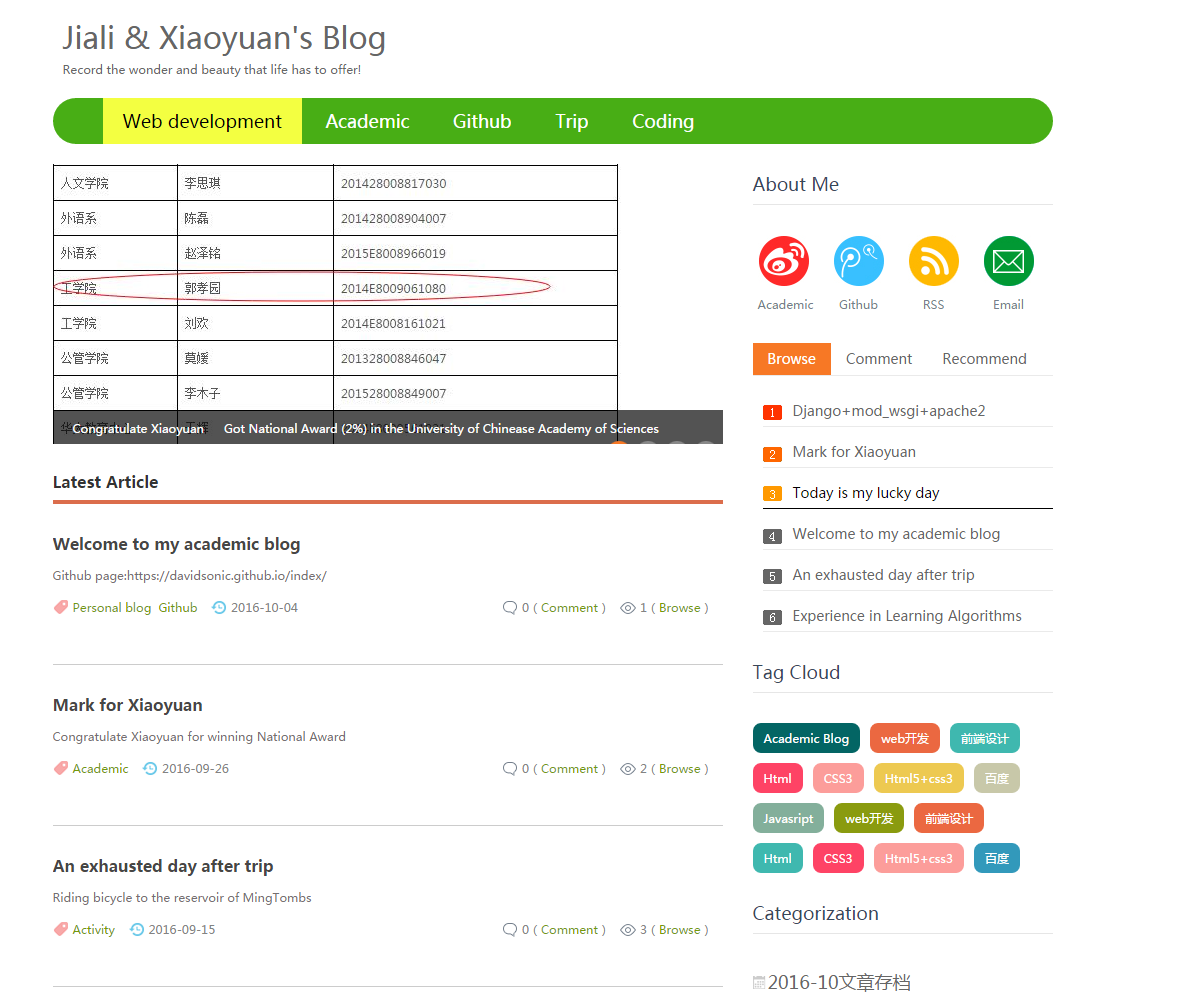 Jiali & Xiaoyuan's Blog
Record the wonder and beauty that life has to offer!
Web development Academic Github Trip Coding
人文学院 李思琪 201428008817030
外语系 陈磊 201428008904007
外语系 赵泽铭 2015E8008966019
工学院 郭孝园 2014E8009061080
工学院 刘欢 2014E8008161021
公管学院 莫媛 201328008846047
公管学院 李木子 201528008849007
Congratulate Xiaoyuan Got National Award (2%) in the University of Chinease Academy of Sciences
Latest Article
Welcome to my academic blog
Github page:https://davidsonic.github.io/index/
Personal blog Github 2016-10-04 0 ( Comment ) 1 ( Browse )
Mark for Xiaoyuan
Congratulate Xiaoyuan for winning National Award
Academic 2016-09-26 0 ( Comment ) 2 ( Browse )
An exhausted day after trip
Riding bicycle to the reservoir of MingTombs
Activity 2016-09-15 0 ( Comment ) 3 ( Browse )
About Me
Academic Github RSS Email
Browse Comment Recommend
1 Django+mod_wsgi+apache2
2 Mark for Xiaoyuan
3 Today is my lucky day
4 Welcome to my academic blog
5 An exhausted day after trip
6 Experience in Learning Algorithms
Tag Cloud
Academic Blog web开发 前端设计
Html CSS3 Html5+css3 百度
Javasript web开发 前端设计
Html CSS3 Html5+css3 百度
Categorization
2016-10文章存档